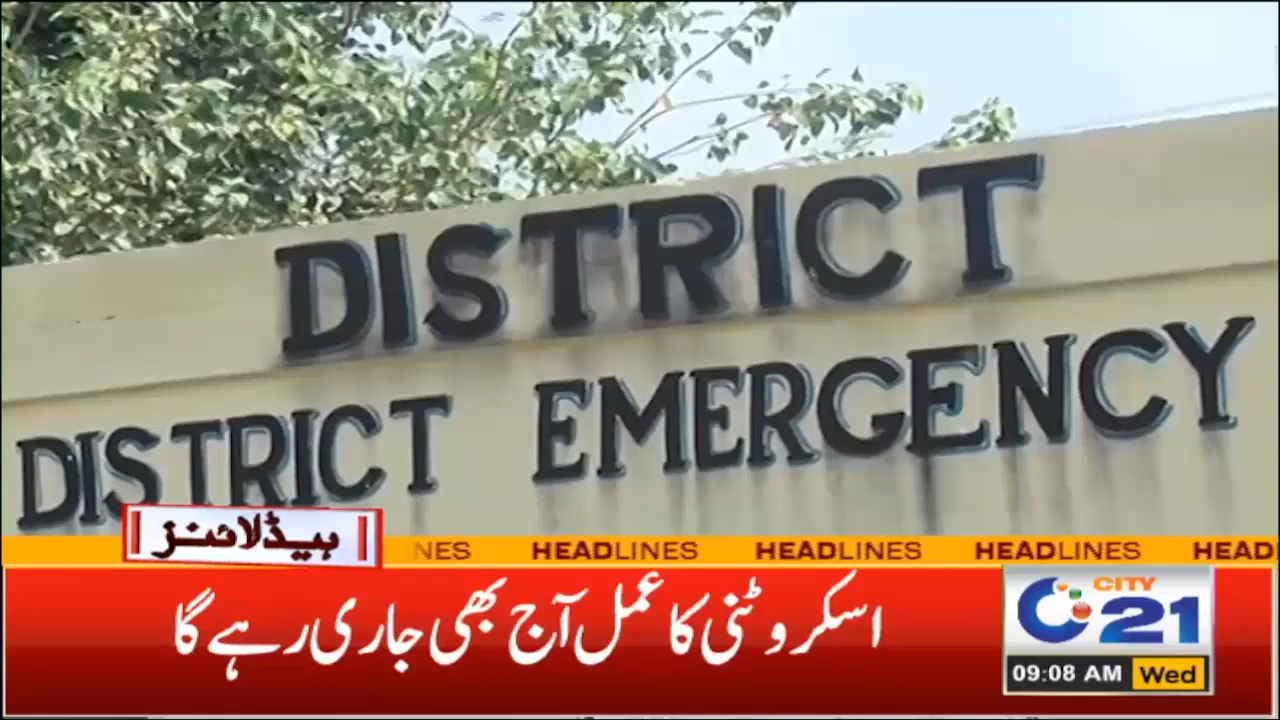 DISTRICT
DISTRICT EMERGENCY
ہیڈلائنز
NES HEADLINES HEADLINES HEADLINES HEAD
اسکروٹنی کا عمل آج بھی جاری رہے گا
CITY
21
09:08 AM Wed